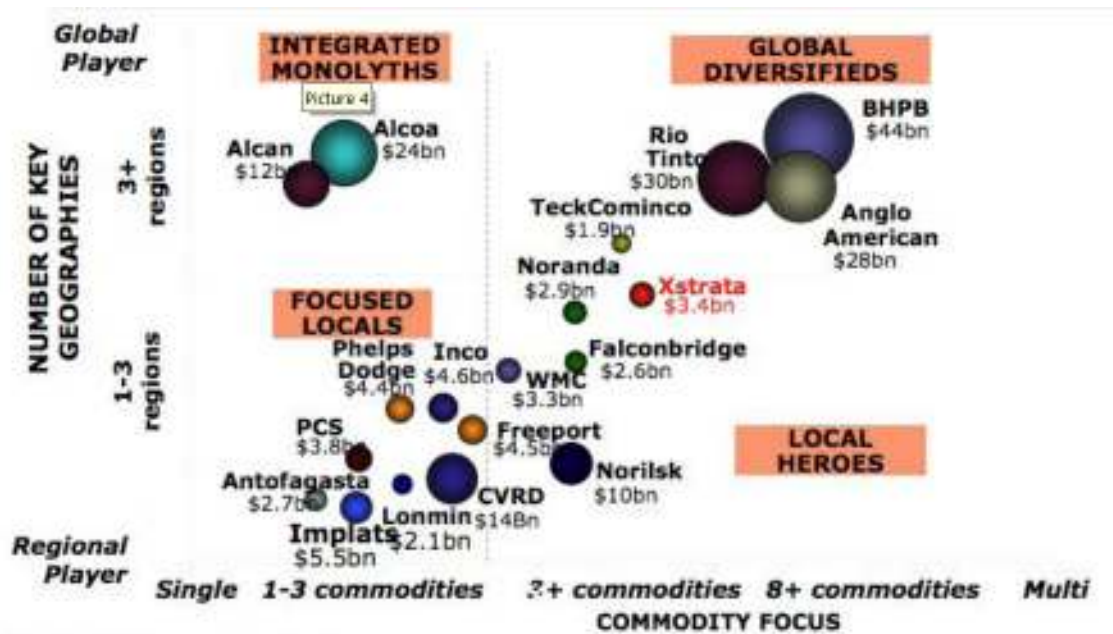 Global
Player
INTEGRATED
MONOLYTHS
GLOBAL
DIVERSIFIEDS
Picture 4
Alcoa
$24bn
Alcan
$12b
BHPB
$44bn
Rio
Tinto
$30bn
Anglo
American
$28bn
TeckCominco
$1.9bn
Noranda
$2.9bn
Xstrata
$3.4bn
NUMBER OF KEY
GEOGRAPHIES
3+
regions
1-3
regions
FOCUSED
LOCALS
Phelps
Dodge
$4.4bn
Inco
$4.6bn
WMC
$3.3bn
Falconbridge
$2.6bn
PCS
$3.8bn
Freeport
$4.5b
LOCAL
HEROES
Norilsk
$10bn
Antofagasta
$2.7b
CVRD
$14Bn
Lonmin
$2.1bn
Implats
$5.5bn
Regional
Player
Single 1-3 commodities 3+ commodities 8+ commodities Multi
COMMODITY FOCUS